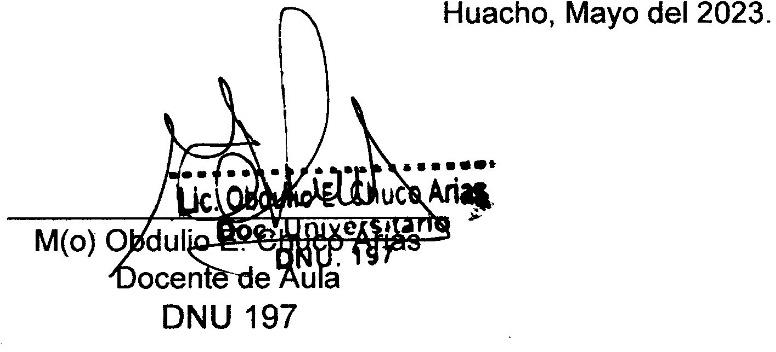 Huacho, Mayo del 2023.
Lic. Obdulio E. Chuco Arias
Doc. Universitario
M(o) Obdulio E. Chuco Arias
DNU. 197
Docente de Aula
DNU 197